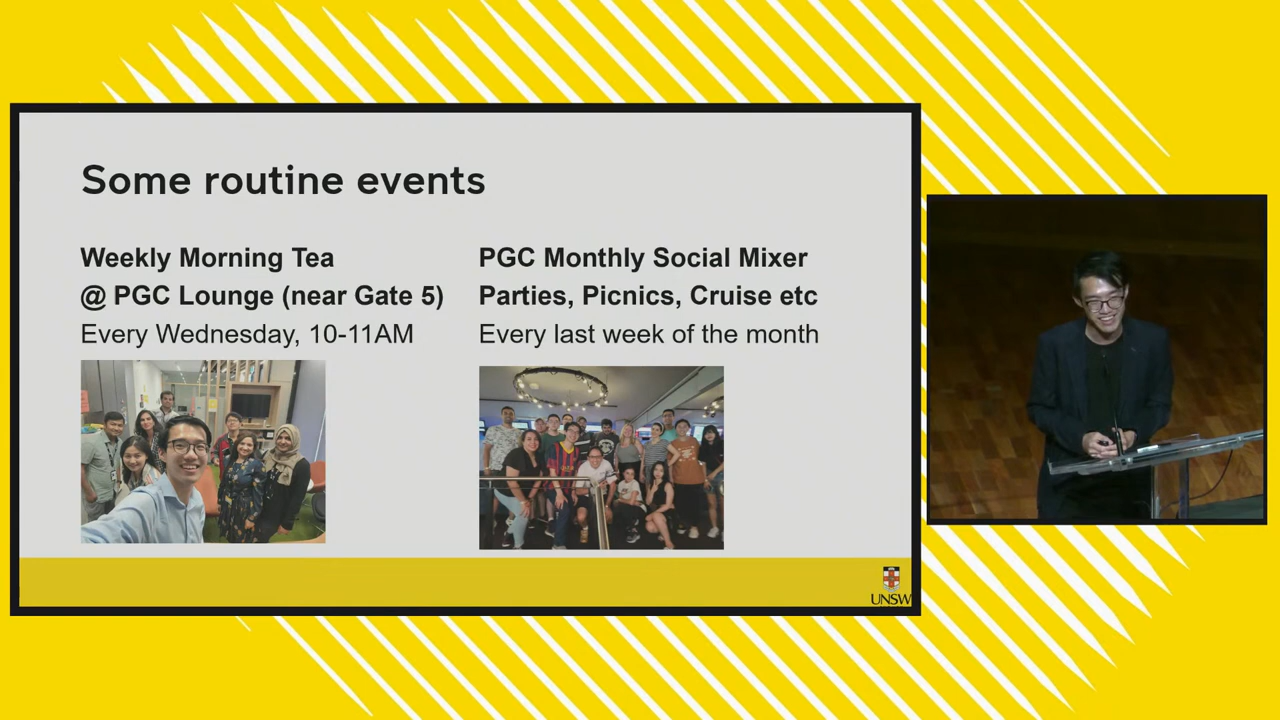 Some routine events
Weekly Morning Tea
@ PGC Lounge (near Gate 5)
Every Wednesday, 10-11AM
PGC Monthly Social Mixer
Parties, Picnics, Cruise etc
Every last week of the month
UNSW